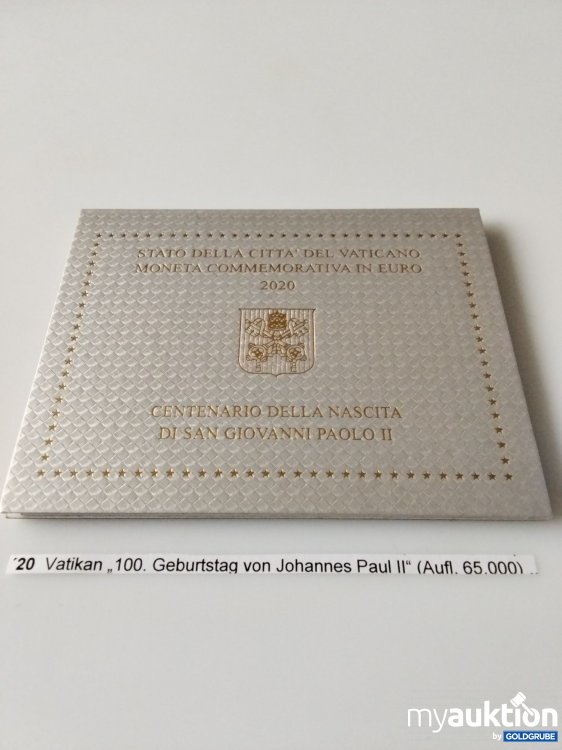 STATO DELLA CITTA' DEL VATICANO
MONETA COMMEMORATIVA IN EURO
2020
CENTENARIO DELLA NASCITA
DI SAN GIOVANNI PAOLO II
´20 Vatikan „100. Geburtstag von Johannes Paul II“ (Aufl. 65.000) ..
myauktion
by GOLDGRUBE